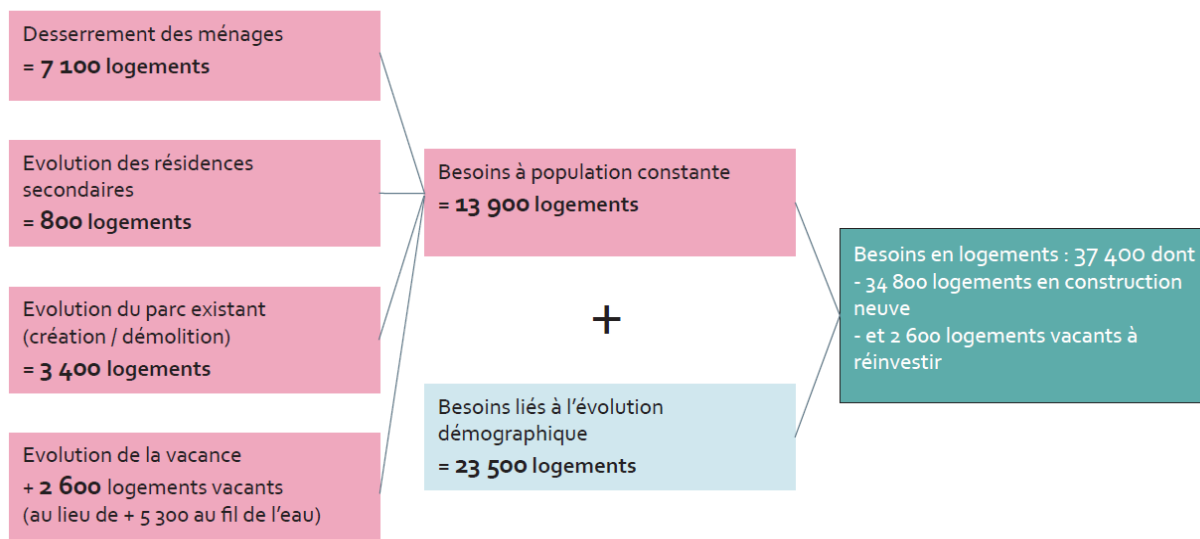 Desserrement des ménages
= 7 100 logements
Evolution des résidences
secondaires
= 800 logements
Evolution du parc existant
(création / démolition)
= 3 400 logements
Evolution de la vacance
+ 2 600 logements vacants
(au lieu de + 5 300 au fil de l'eau)
Besoins à population constante
= 13 900 logements
+
Besoins liés à l'évolution
démographique
= 23 500 logements
Besoins en logements : 37 400 dont
- 34 800 logements en construction
neuve
- et 2 600 logements vacants à
réinvestir